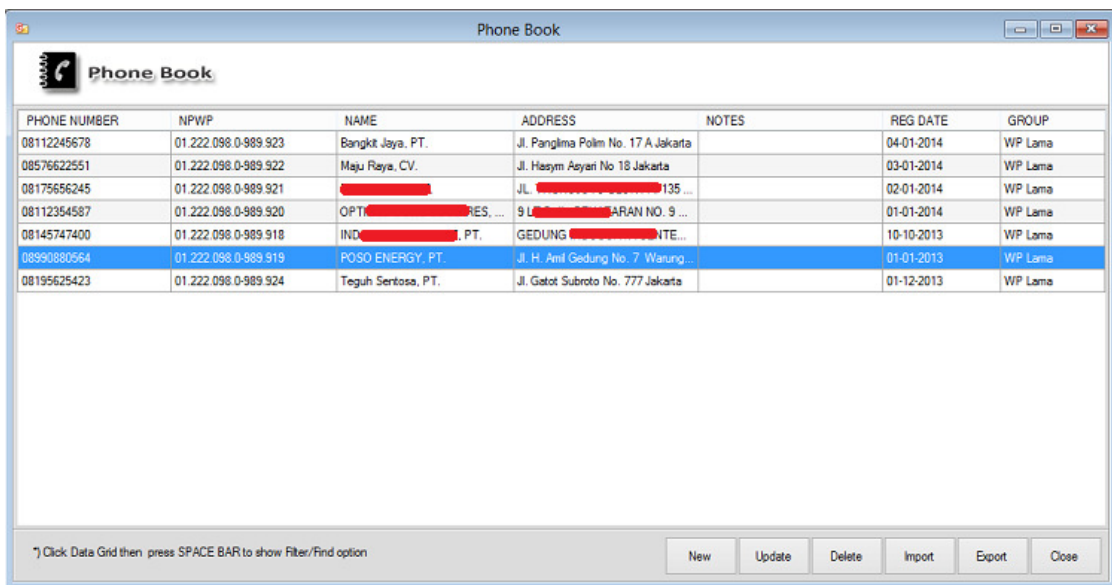 Phone Book
Phone Book
PHONE NUMBER NPWP NAME ADDRESS NOTES REG DATE GROUP
08112245678 01.222.098.0-989.923 Bangkit Jaya, PT. Jl. Panglima Polim No. 17 A Jakarta 04-01-2014 WP Lama
08576622551 01.222.098.0-989.922 Maju Raya, CV. Jl. Hasym Asyari No 18 Jakarta 03-01-2014 WP Lama
08175656245 01.222.098.0-989.921 JL. 135 ... 02-01-2014 WP Lama
08112354587 01.222.098.0-989.920 RES, ... 9 ARAN NO. 9 ... 01-01-2014 WP Lama
08145747400 01.222.098.0-989.918 IND , PT. GEDUNG NTE... 10-10-2013 WP Lama
08990880564 01.222.098.0-989.919 POSO ENERGY, PT. Jl. H. Amil Gedung No. 7 Warung... 01-01-2013 WP Lama
08195625423 01.222.098.0-989.924 Teguh Sentosa, PT. Jl. Gatot Subroto No. 777 Jakarta 01-12-2013 WP Lama
*) Click Data Grid then press SPACE BAR to show Filter/Find option
New Update Delete Import Export Close